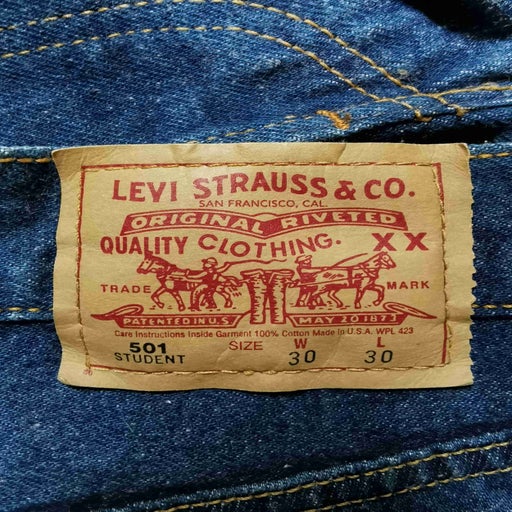 LEVI STRAUSS & CO.
SAN FRANCISCO, CAL.
ORIGINAL RIVETED
QUALITY CLOTHING. XX
TRADE MARK
PATENTED IN U.S. MAY 20 1873
Care Instructions Inside Garment 100% Cotton Made in U.S.A. WPL 423
501 SIZE W L
STUDENT 30 30